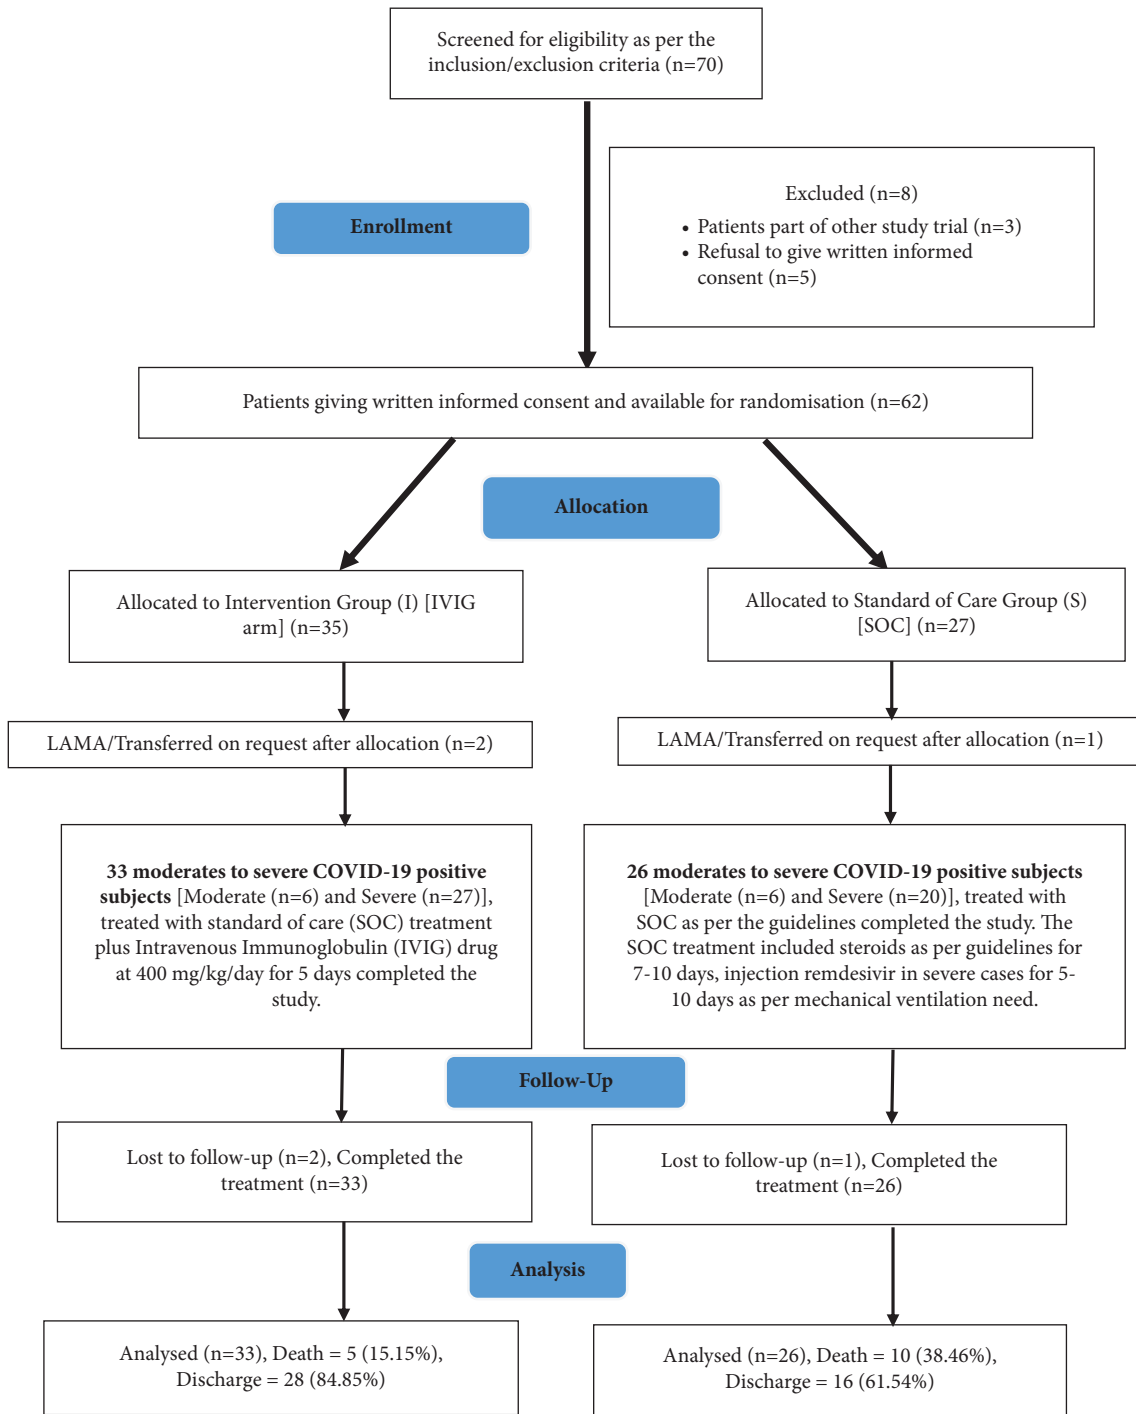 Screened for eligibility as per the
inclusion/exclusion criteria (n=70)
Excluded (n=8)
• Patients part of other study trial (n=3)
• Refusal to give written informed
consent (n=5)
Enrollment
Patients giving written informed consent and available for randomisation (n=62)
Allocation
Allocated to Intervention Group (I) [IVIG
arm] (n=35)
Allocated to Standard of Care Group (S)
[SOC] (n=27)
LAMA/Transferred on request after allocation (n=2)
LAMA/Transferred on request after allocation (n=1)
33 moderates to severe COVID-19 positive
subjects [Moderate (n=6) and Severe (n=27)],
treated with standard of care (SOC) treatment
plus Intravenous Immunoglobulin (IVIG) drug
at 400 mg/kg/day for 5 days completed the
study.
26 moderates to severe COVID-19 positive subjects
[Moderate (n=6) and Severe (n=20)], treated with
SOC as per the guidelines completed the study. The
SOC treatment included steroids as per guidelines for
7-10 days, injection remdesivir in severe cases for 5-
10 days as per mechanical ventilation need.
Follow-Up
Lost to follow-up (n=2), Completed the
treatment (n=33)
Lost to follow-up (n=1), Completed the
treatment (n=26)
Analysis
Analysed (n=33), Death = 5 (15.15%),
Discharge = 28 (84.85%)
Analysed (n=26), Death = 10 (38.46%),
Discharge = 16 (61.54%)